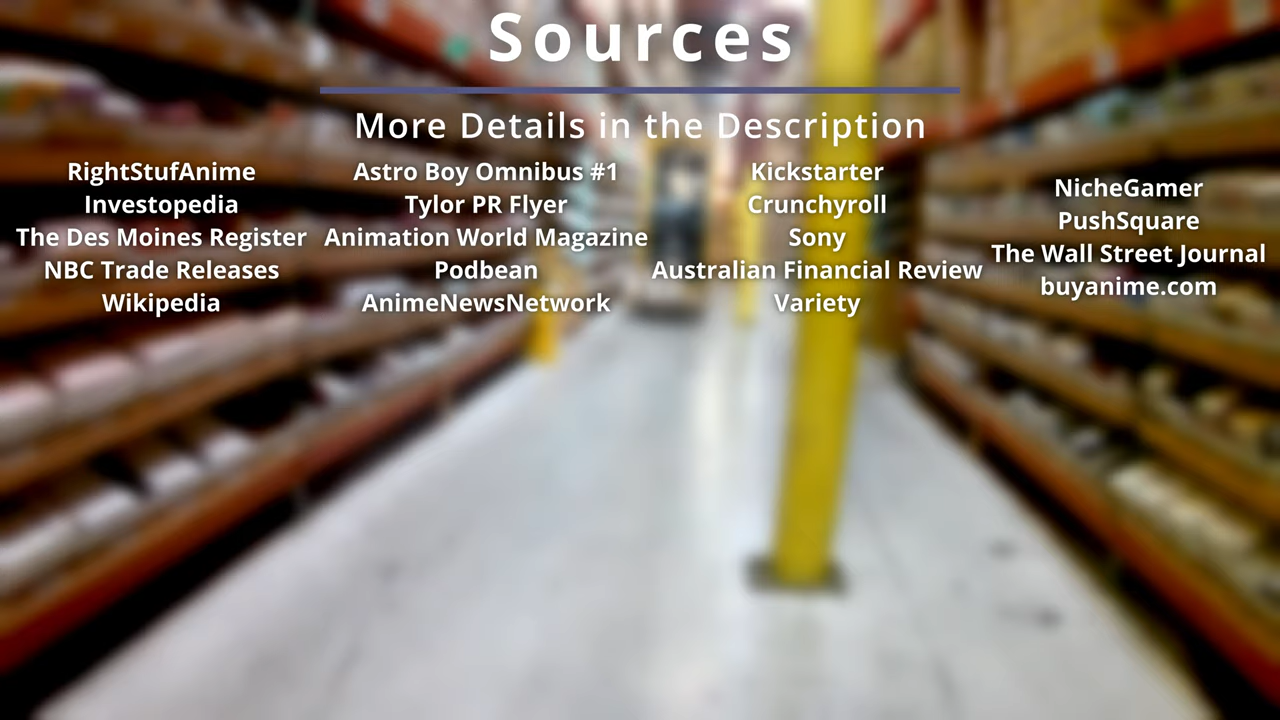 Sources
More Details in the Description
RightStufAnime
Investopedia
The Des Moines Register
NBC Trade Releases
Wikipedia
Astro Boy Omnibus #1
Tylor PR Flyer
Animation World Magazine
Podbean
AnimeNewsNetwork
Kickstarter
Crunchyroll
Sony
Australian Financial Review
Variety
NicheGamer
PushSquare
The Wall Street Journal
buyanime.com